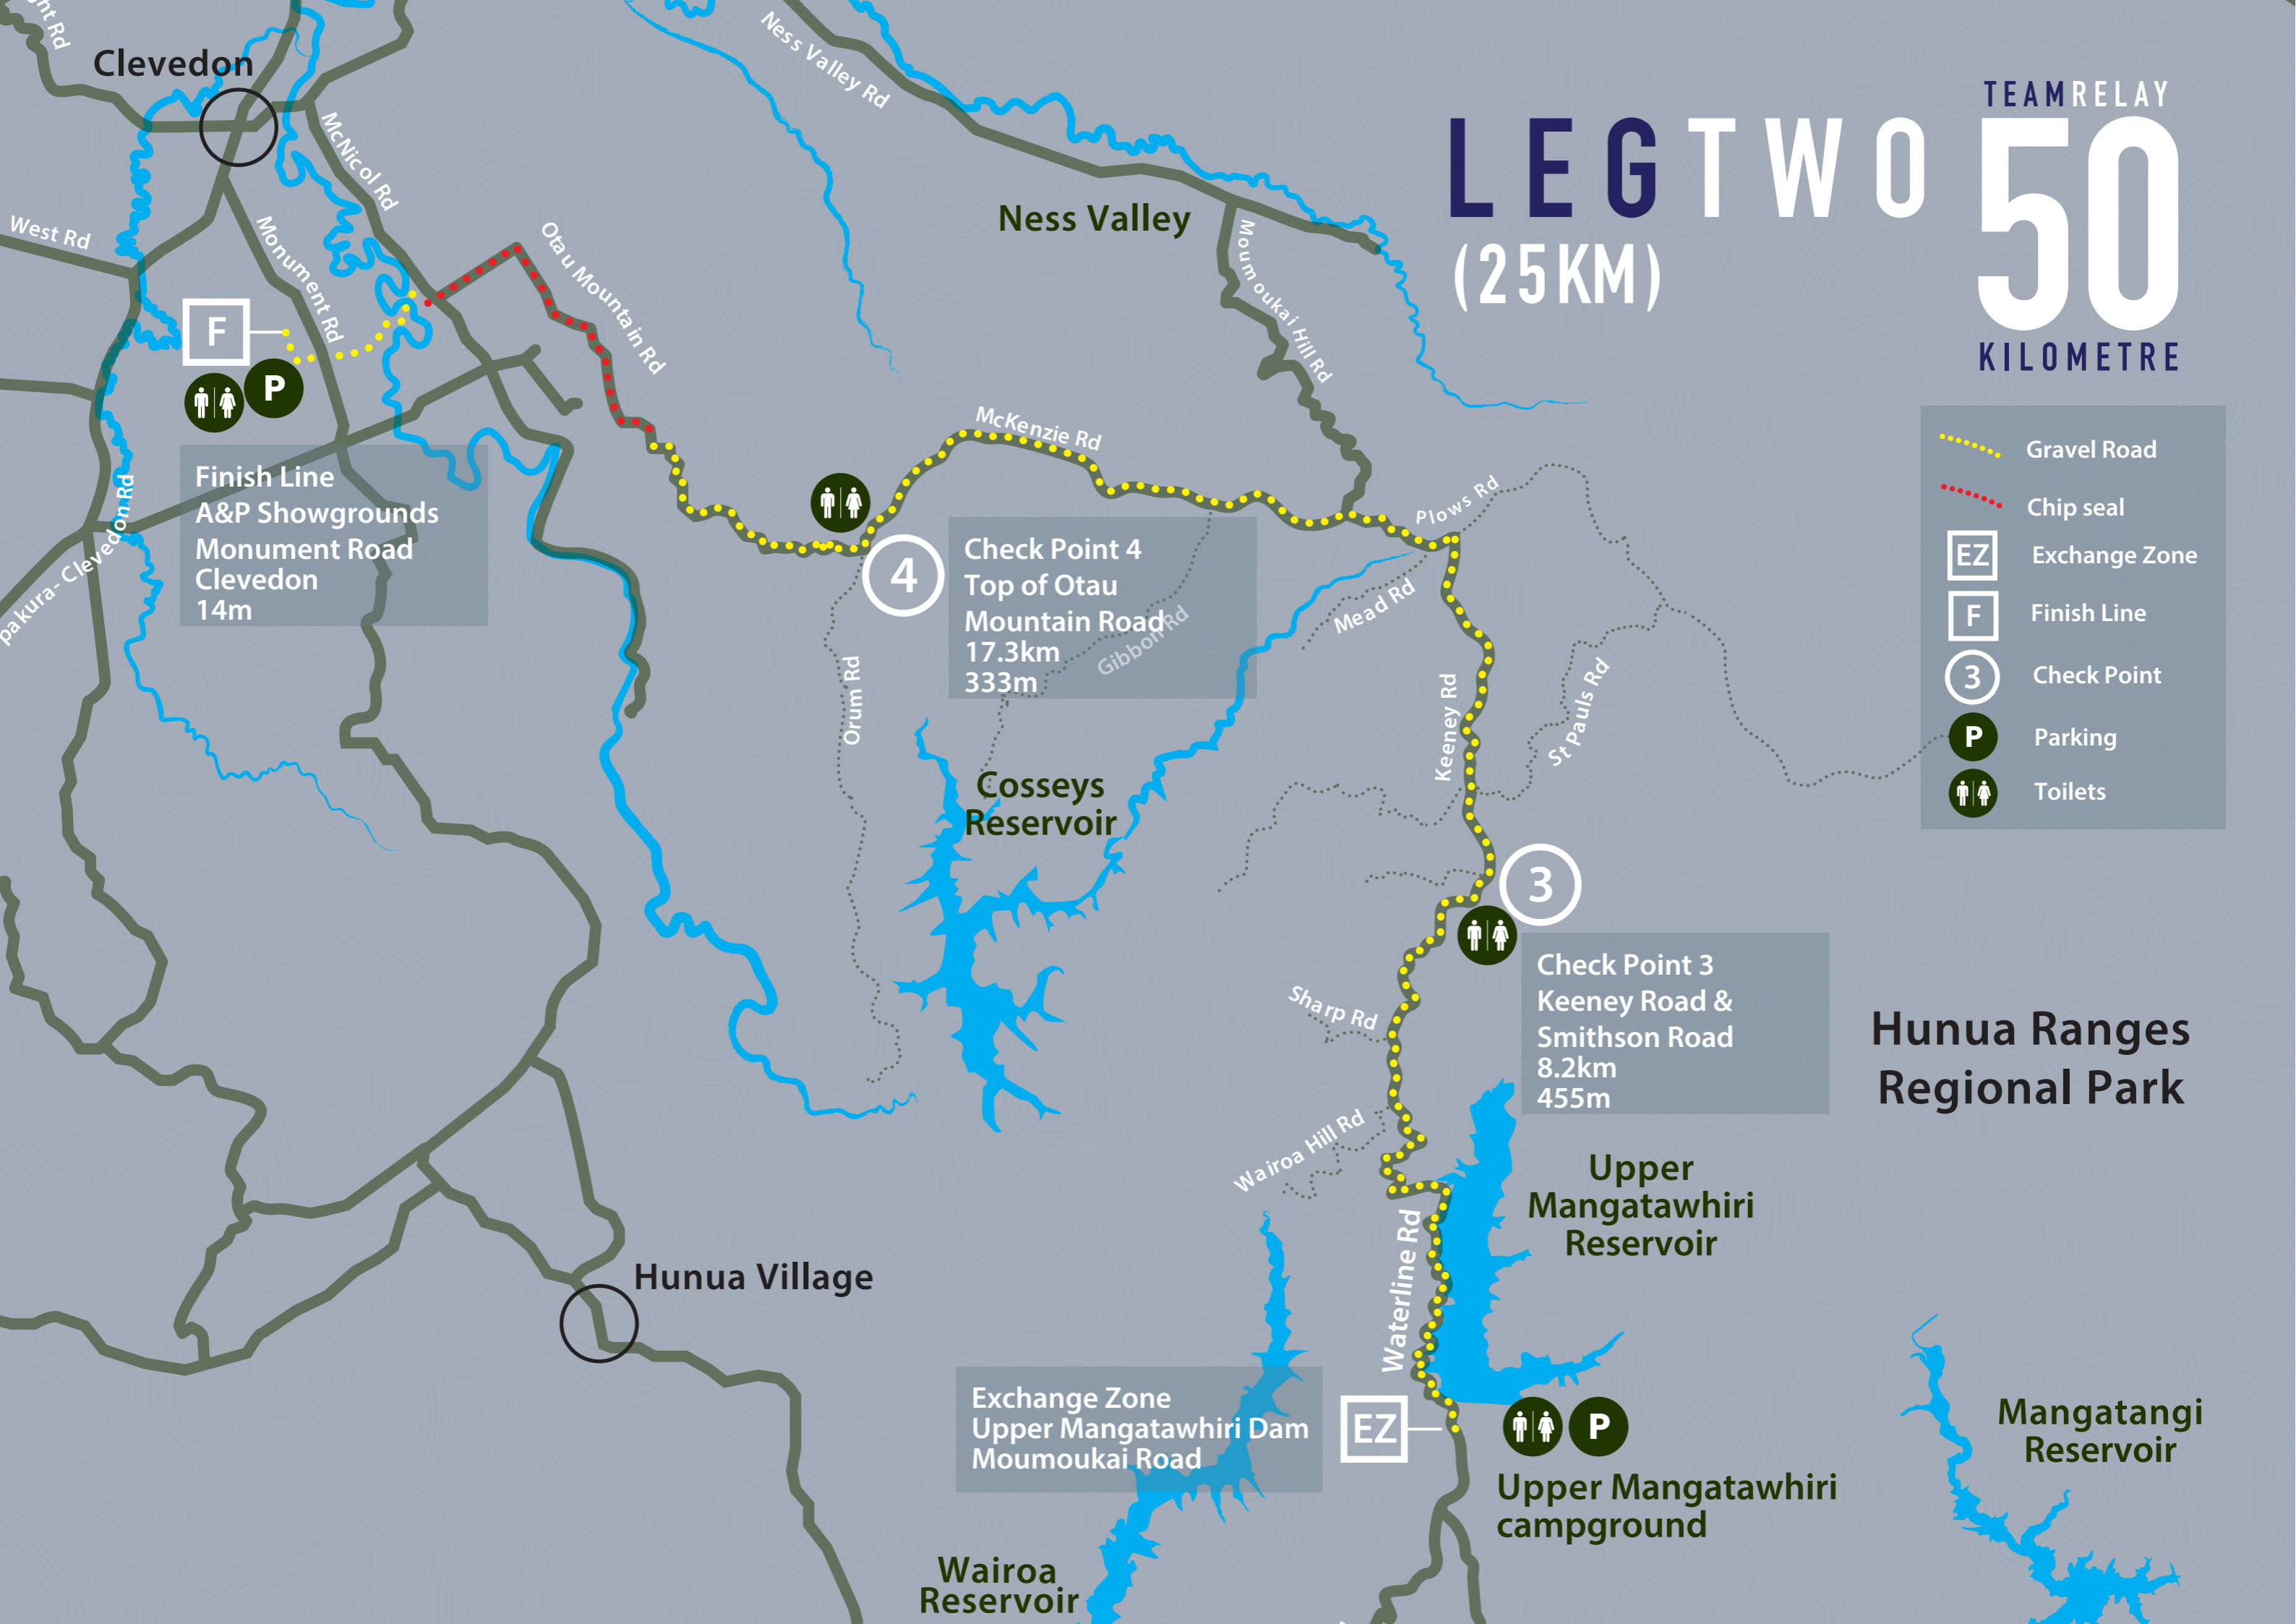 TEAMRELAY
50
KILOMETRE
LEGTWO
(25KM)
ht Rd
Clevedon
McNicol Rd
West Rd
Monument Rd
Otau Mountain Rd
Ness Valley Rd
Ness Valley
Moumoukai Hill Rd
F
P
Finish Line
A&P Showgrounds
Monument Road
Clevedon
14m
pakura-Clevedon Rd
McKenzie Rd
4
Check Point 4
Top of Otau
Mountain Road
17.3km
333m
Gibbon Rd
Orum Rd
Plows Rd
Mead Rd
Keeney Rd
St Pauls Rd
Gravel Road
Chip seal
EZ
Exchange Zone
F
Finish Line
3
Check Point
P
Parking
Toilets
Cosseys
Reservoir
3
Check Point 3
Keeney Road &
Smithson Road
8.2km
455m
Sharp Rd
Wairoa Hill Rd
Hunua Ranges
Regional Park
Upper
Mangatawhiri
Reservoir
Waterline Rd
Hunua Village
Exchange Zone
Upper Mangatawhiri Dam
Moumoukai Road
EZ
P
Upper Mangatawhiri
campground
Mangatangi
Reservoir
Wairoa
Reservoir